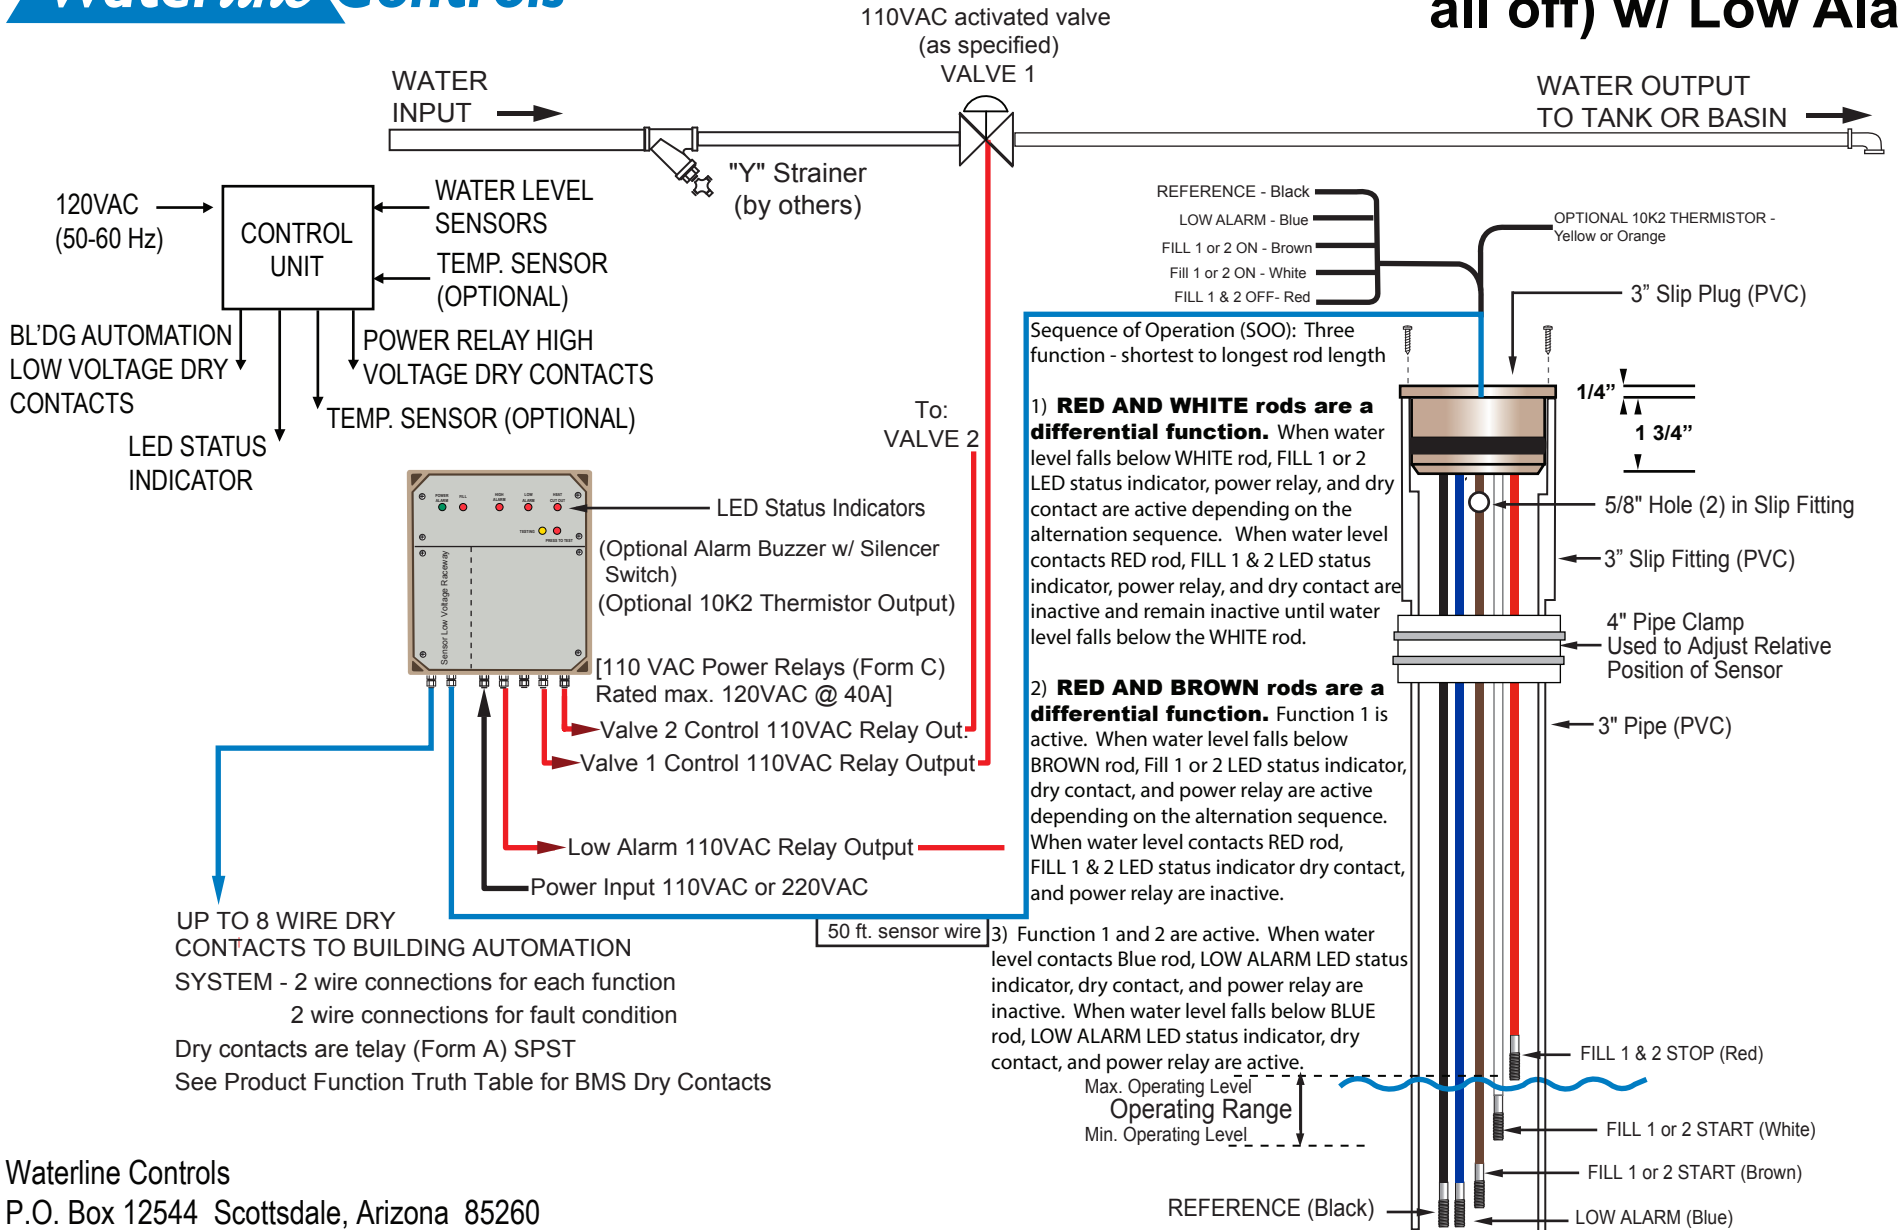 Waterline Controls
all off) w/ Low Ala
110VAC activated valve
(as specified)
VALVE 1
WATER
INPUT
WATER OUTPUT
TO TANK OR BASIN
"Y" Strainer
(by others)
120VAC
(50-60 Hz)
CONTROL
UNIT
WATER LEVEL
SENSORS
TEMP. SENSOR
(OPTIONAL)
BL'DG AUTOMATION
LOW VOLTAGE DRY
CONTACTS
POWER RELAY HIGH
VOLTAGE DRY CONTACTS
TEMP. SENSOR (OPTIONAL)
LED STATUS
INDICATOR
REFERENCE - Black
LOW ALARM - Blue
FILL 1 or 2 ON - Brown
Fill 1 or 2 ON - White
FILL 1 & 2 OFF- Red
OPTIONAL 10K2 THERMISTOR -
Yellow or Orange
3” Slip Plug (PVC)
1/4”
1 3/4”
5/8" Hole (2) in Slip Fitting
3” Slip Fitting (PVC)
4" Pipe Clamp
Used to Adjust Relative
Position of Sensor
3" Pipe (PVC)
To:
VALVE 2
POWER
ALARM
FILL
HIGH
ALARM
LOW
ALARM
HEAT
CUT OUT
TESTING
PRESS TO TEST
Sensor Low Voltage Raceway
LED Status Indicators
(Optional Alarm Buzzer w/ Silencer
Switch)
(Optional 10K2 Thermistor Output)
[110 VAC Power Relays (Form C)
Rated max. 120VAC @ 40A]
Valve 2 Control 110VAC Relay Out.
Valve 1 Control 110VAC Relay Output
Low Alarm 110VAC Relay Output
Power Input 110VAC or 220VAC
50 ft. sensor wire
Sequence of Operation (SOO): Three
function - shortest to longest rod length
1) RED AND WHITE rods are a
differential function. When water
level falls below WHITE rod, FILL 1 or 2
LED status indicator, power relay, and dry
contact are active depending on the
alternation sequence. When water level
contacts RED rod, FILL 1 & 2 LED status
indicator, power relay, and dry contact are
inactive and remain inactive until water
level falls below the WHITE rod.
2) RED AND BROWN rods are a
differential function. Function 1 is
active. When water level falls below
BROWN rod, Fill 1 or 2 LED status indicator,
dry contact, and power relay are active
depending on the alternation sequence.
When water level contacts RED rod,
FILL 1 & 2 LED status indicator dry contact,
and power relay are inactive.
3) Function 1 and 2 are active. When water
level contacts Blue rod, LOW ALARM LED status
indicator, dry contact, and power relay are
inactive. When water level falls below BLUE
rod, LOW ALARM LED status indicator, dry
contact, and power relay are active.
Max. Operating Level
Operating Range
Min. Operating Level
FILL 1 & 2 STOP (Red)
FILL 1 or 2 START (White)
FILL 1 or 2 START (Brown)
REFERENCE (Black)
LOW ALARM (Blue)
UP TO 8 WIRE DRY
CONTACTS TO BUILDING AUTOMATION
SYSTEM - 2 wire connections for each function
2 wire connections for fault condition
Dry contacts are telay (Form A) SPST
See Product Function Truth Table for BMS Dry Contacts
Waterline Controls
P.O. Box 12544 Scottsdale, Arizona 85260